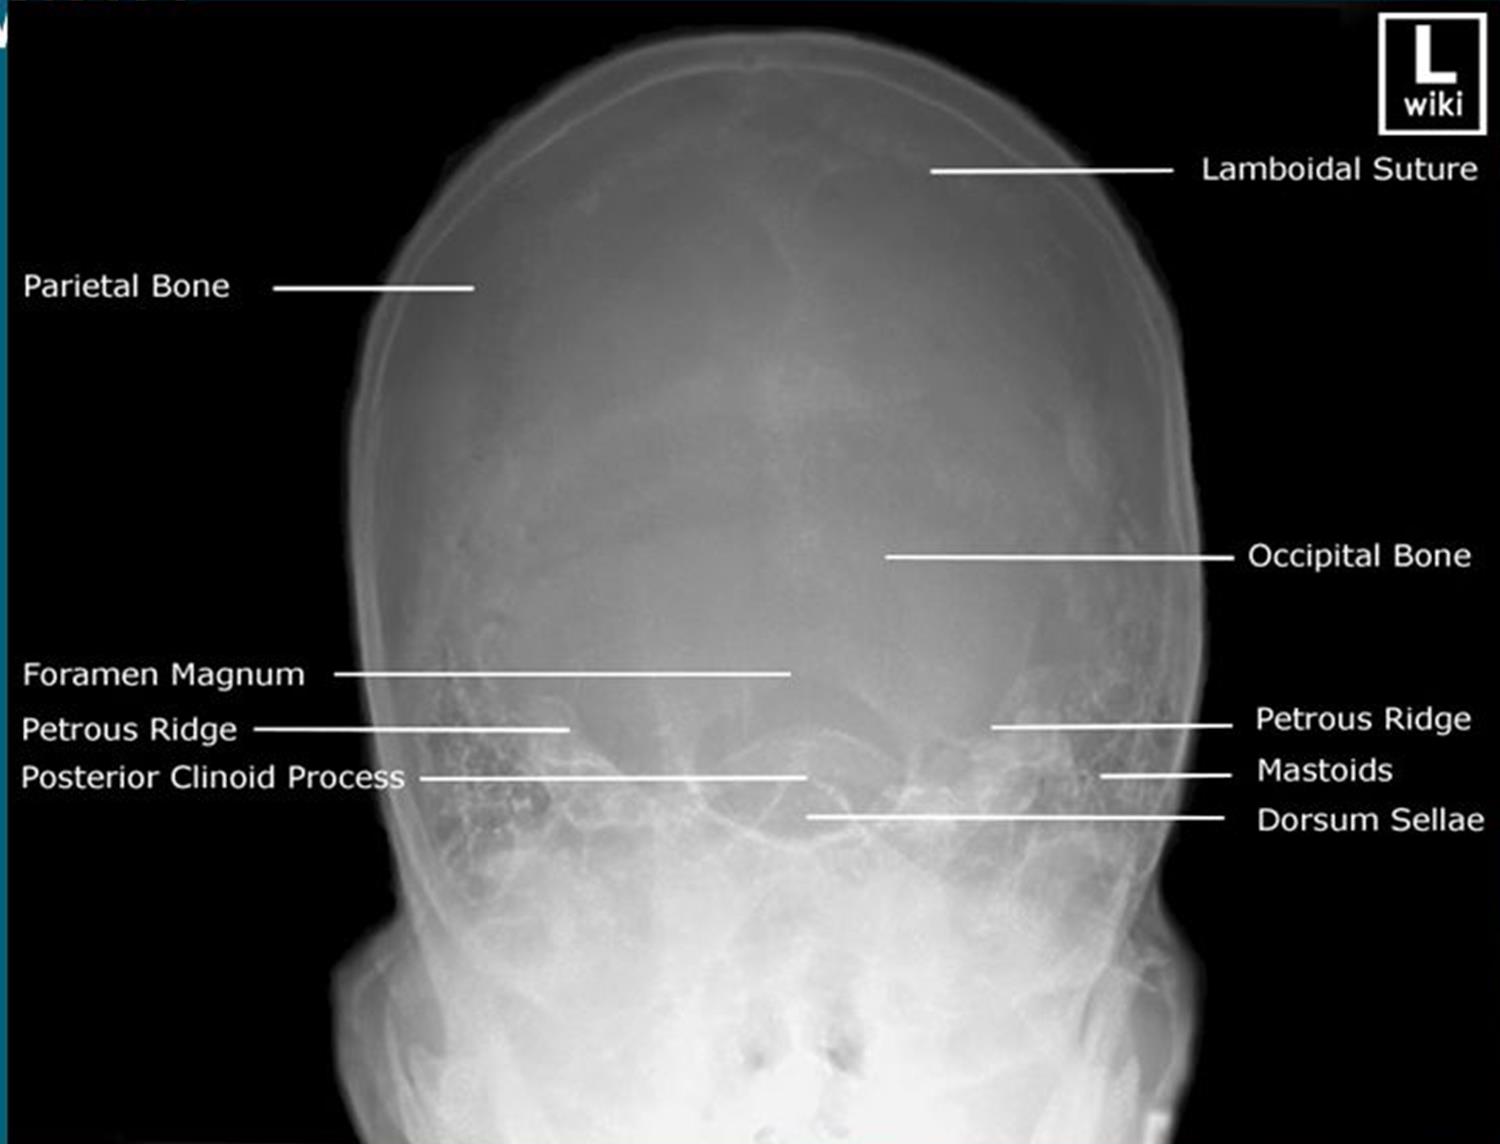 L
wiki
Lamboidal Suture
Parietal Bone
Occipital Bone
Foramen Magnum
Petrous Ridge
Petrous Ridge
Posterior Clinoid Process
Mastoids
Dorsum Sellae